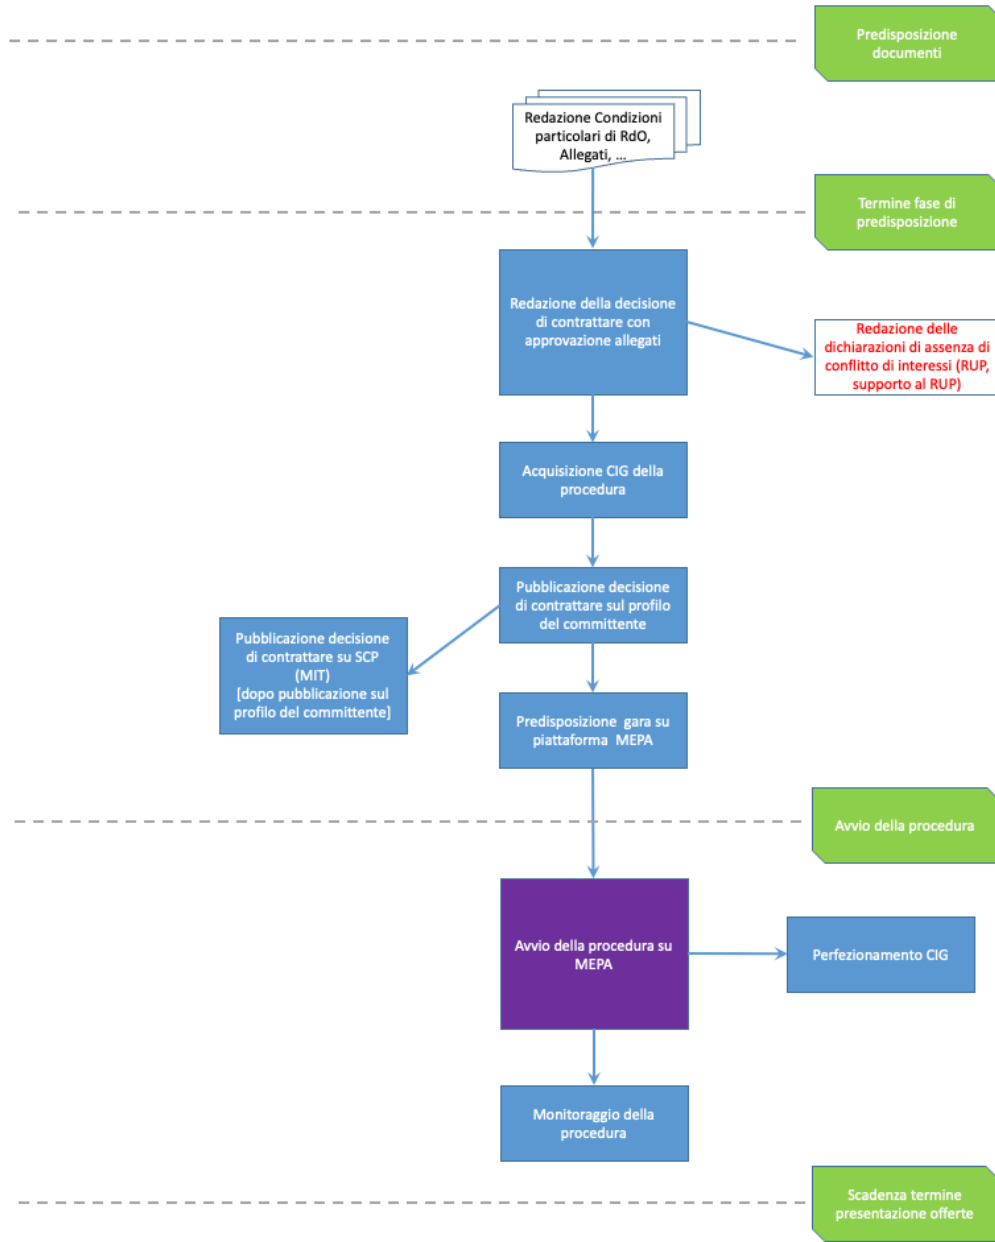 Predisposizione
documenti
Redazione Condizioni
particolari di RdO,
Allegati, ...
Termine fase di
predisposizione
Redazione della decisione
di contrattare con
approvazione allegati
Redazione delle
dichiarazioni di assenza di
conflitto di interessi (RUP,
supporto al RUP)
Acquisizione CIG della
procedura
Pubblicazione decisione
di contrattare sul profilo
del committente
Pubblicazione decisione
di contrattare su SCP
(MIT)
[dopo pubblicazione sul
profilo del committente]
Predisposizione gara su
piattaforma MEPA
Avvio della procedura
Avvio della procedura su
MEPA
Perfezionamento CIG
Monitoraggio della
procedura
Scadenza termine
presentazione offerte